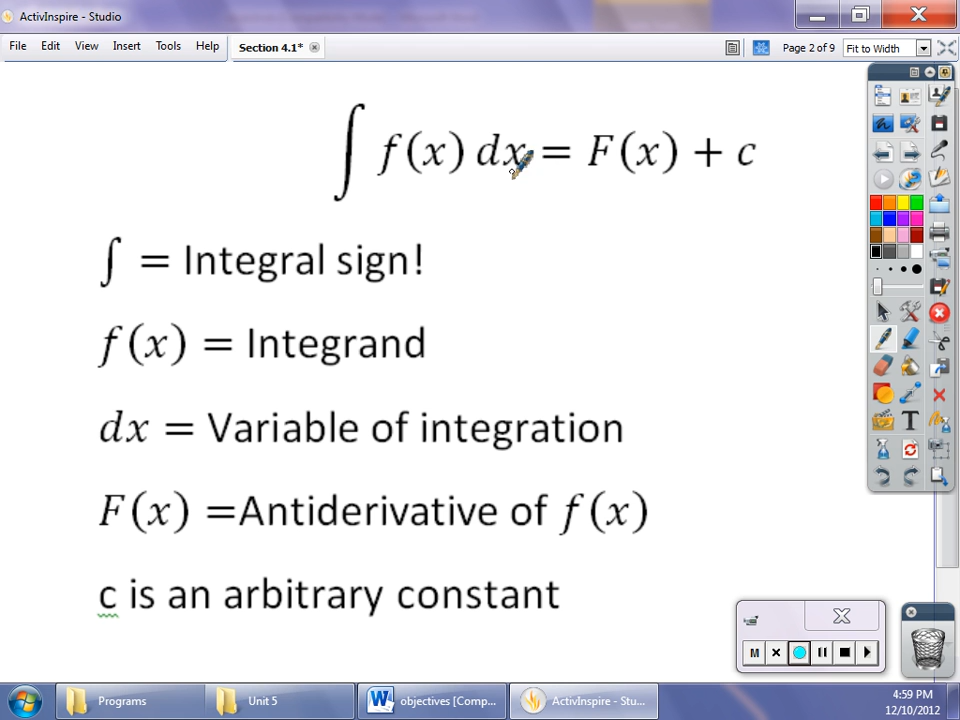 ActivInspire - Studio
File Edit View Insert Tools Help
Section 4.1*
Page 2 of 9
Fit to Width
∫ f(x) dx = F(x) + c
∫ = Integral sign!
f(x) = Integrand
dx = Variable of integration
F(x) =Antiderivative of f(x)
c is an arbitrary constant
T
M
Programs
Unit 5
objectives [Comp...
ActivInspire - Stu...
4:59 PM
12/10/2012